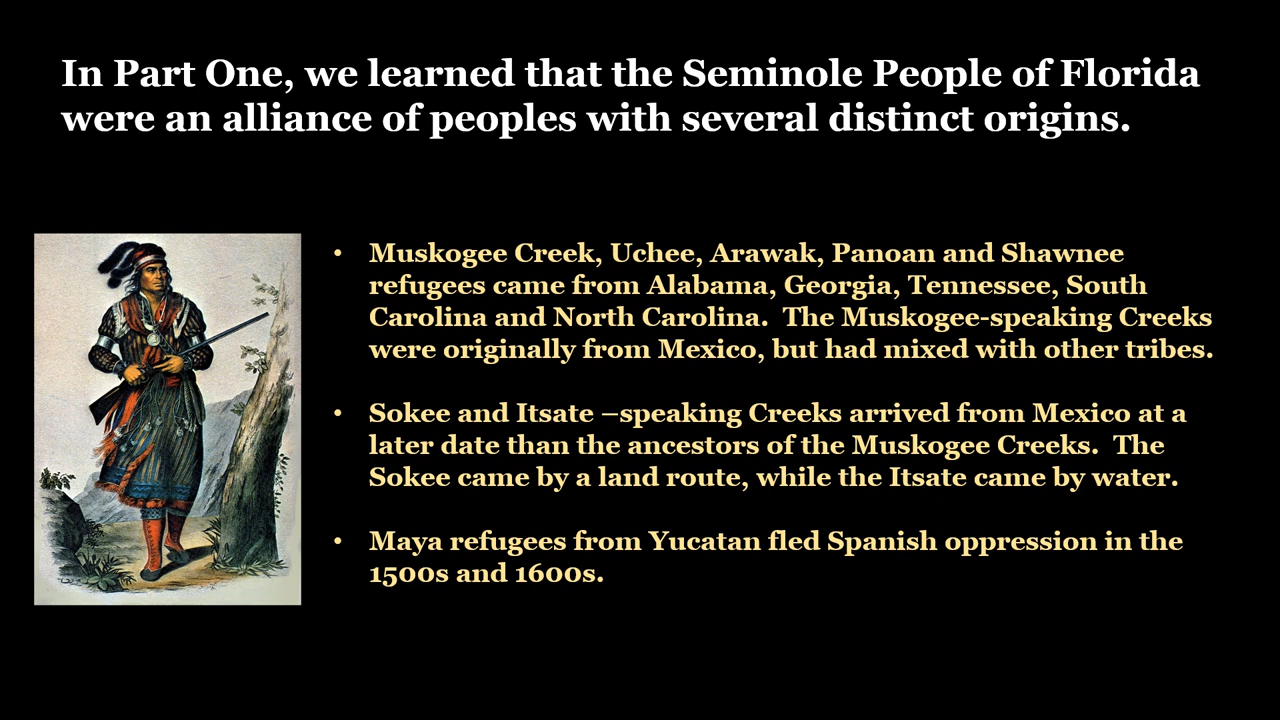 In Part One, we learned that the Seminole People of Florida
were an alliance of peoples with several distinct origins.
• Muskogee Creek, Uchee, Arawak, Panoan and Shawnee
refugees came from Alabama, Georgia, Tennessee, South
Carolina and North Carolina.  The Muskogee-speaking Creeks
were originally from Mexico, but had mixed with other tribes.
• Sokee and Itsate –speaking Creeks arrived from Mexico at a
later date than the ancestors of the Muskogee Creeks.  The
Sokee came by a land route, while the Itsate came by water.
• Maya refugees from Yucatan fled Spanish oppression in the
1500s and 1600s.